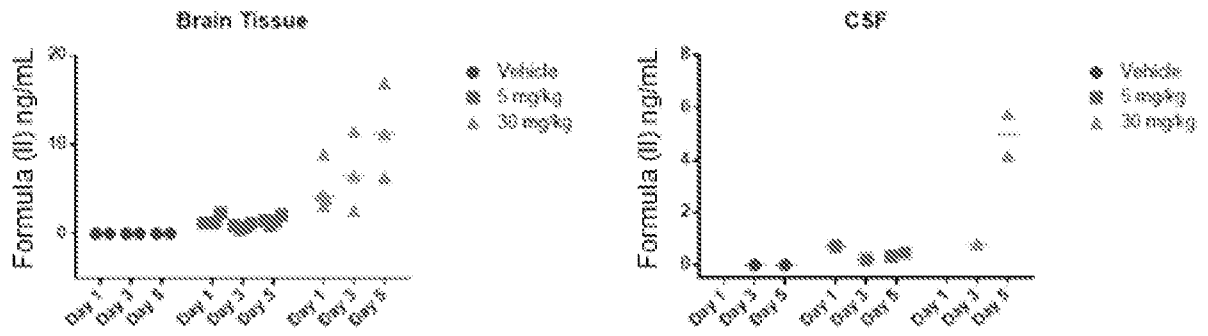 Brain Tissue
Formula (II) ng/mL
20
10
0
Day 1
Day 3
Day 5
Day 1
Day 3
Day 5
Day 1
Day 3
Day 5
Vehicle
5 mg/kg
30 mg/kg
CSF
Formula (II) ng/mL
8
6
4
2
0
Day 1
Day 3
Day 5
Day 1
Day 3
Day 5
Day 1
Day 3
Day 5
Vehicle
5 mg/kg
30 mg/kg